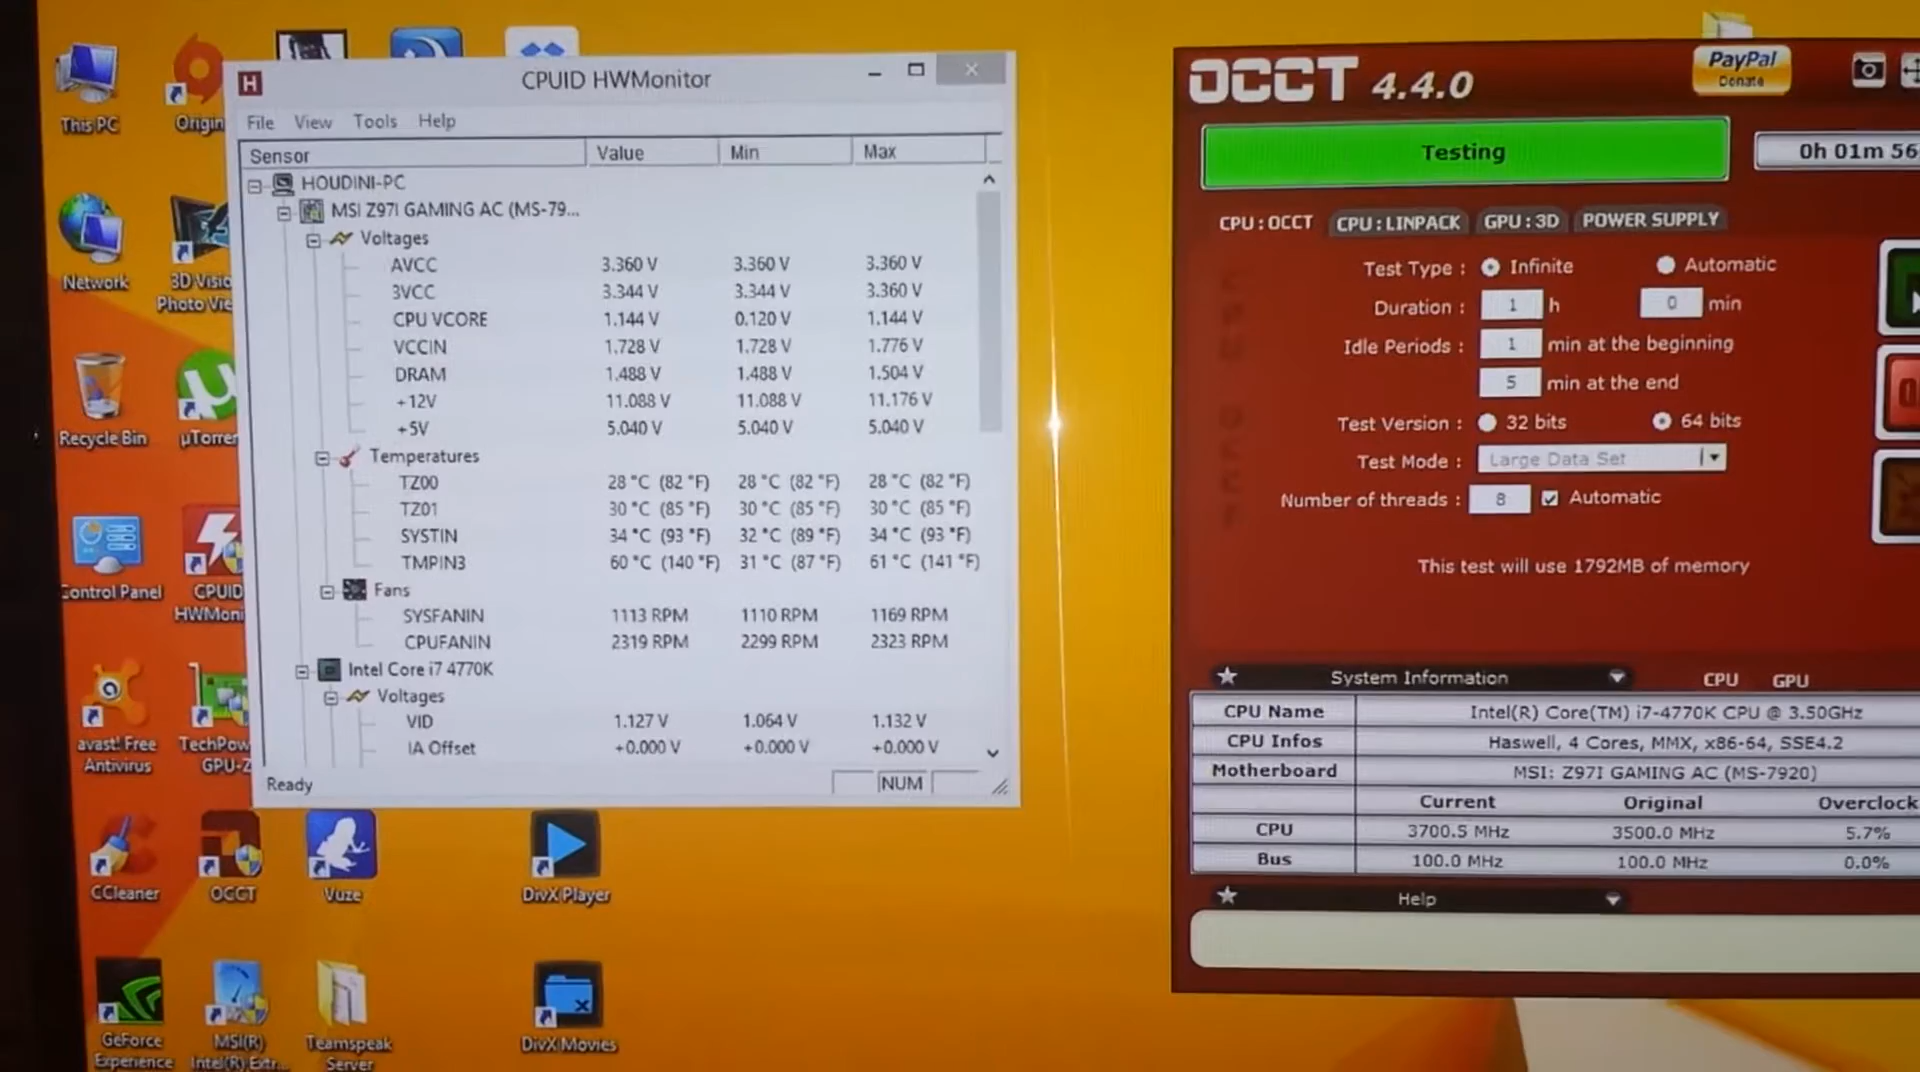 This PC
Origin
Network
3D Visio
Photo Vie
Recycle Bin
µTorren
Control Panel
CPUID
HWMoni
avast! Free
Antivirus
TechPow
GPU-Z
CCleaner
OCCT
Vuze
DivX Player
GeForce
Experience
MSI(R)
Intel(R) Extr...
Teamspeak
Server
DivX Movies
H
CPUID HWMonitor
File View Tools Help
Sensor Value Min Max
HOUDINI-PC
MSI Z97I GAMING AC (MS-79...
Voltages
AVCC 3.360 V 3.360 V 3.360 V
3VCC 3.344 V 3.344 V 3.360 V
CPU VCORE 1.144 V 0.120 V 1.144 V
VCCIN 1.728 V 1.728 V 1.776 V
DRAM 1.488 V 1.488 V 1.504 V
+12V 11.088 V 11.088 V 11.176 V
+5V 5.040 V 5.040 V 5.040 V
Temperatures
TZ00 28 °C (82 °F) 28 °C (82 °F) 28 °C (82 °F)
TZ01 30 °C (85 °F) 30 °C (85 °F) 30 °C (85 °F)
SYSTIN 34 °C (93 °F) 32 °C (89 °F) 34 °C (93 °F)
TMPIN3 60 °C (140 °F) 31 °C (87 °F) 61 °C (141 °F)
Fans
SYSFANIN 1113 RPM 1110 RPM 1169 RPM
CPUFANIN 2319 RPM 2299 RPM 2323 RPM
Intel Core i7 4770K
Voltages
VID 1.127 V 1.064 V 1.132 V
IA Offset +0.000 V +0.000 V +0.000 V
Ready NUM
OCCT 4.4.0
PayPal
Donate
Testing 0h 01m 56
CPU:OCCT CPU:LINPACK GPU:3D POWER SUPPLY
Test Type : Infinite Automatic
Duration : 1 h 0 min
Idle Periods : 1 min at the beginning
5 min at the end
Test Version : 32 bits 64 bits
Test Mode : Large Data Set
Number of threads : 8 Automatic
This test will use 1792MB of memory
System Information CPU GPU
CPU Name Intel(R) Core(TM) i7-4770K CPU @ 3.50GHz
CPU Infos Haswell, 4 Cores, MMX, x86-64, SSE4.2
Motherboard MSI: Z97I GAMING AC (MS-7920)
Current Original Overclock
CPU 3700.5 MHz 3500.0 MHz 5.7%
Bus 100.0 MHz 100.0 MHz 0.0%
Help